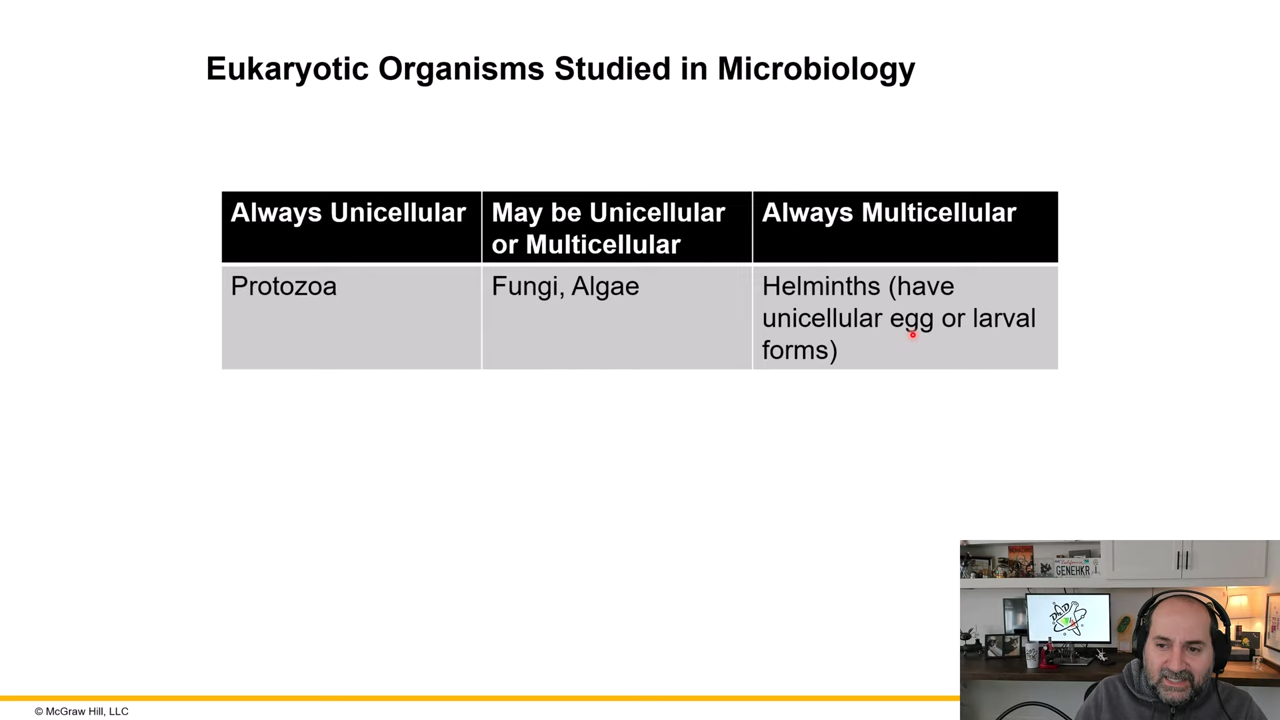 Eukaryotic Organisms Studied in Microbiology
Always Unicellular
May be Unicellular
or Multicellular
Always Multicellular
Protozoa
Fungi, Algae
Helminths (have
unicellular egg or larval
forms)
GENEHKR
© McGraw Hill, LLC